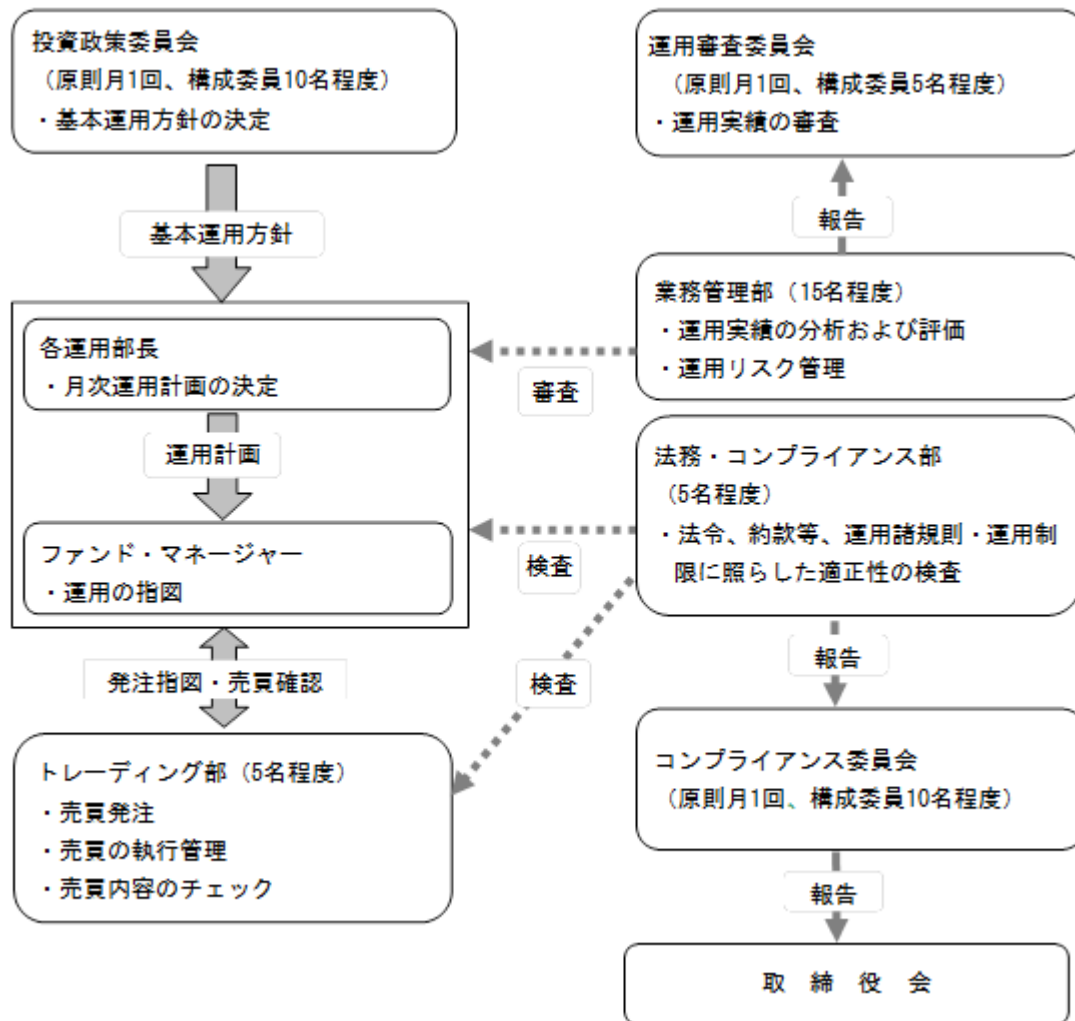 投資政策委員会
（原則月1回、構成委員10名程度）
・基本運用方針の決定
基本運用方針
各運用部長
・月次運用計画の決定
運用計画
ファンド・マネージャー
・運用の指図
発注指図・売買確認
トレーディング部（5名程度）
・売買発注
・売買の執行管理
・売買内容のチェック
運用審査委員会
（原則月1回、構成委員5名程度）
・運用実績の審査
報告
業務管理部（15名程度）
・運用実績の分析および評価
・運用リスク管理
審査
法務・コンプライアンス部
（5名程度）
・法令、約款等、運用諸規則・運用制
限に照らした適正性の検査
検査
検査
報告
コンプライアンス委員会
（原則月1回、構成委員10名程度）
報告
取　締　役　会